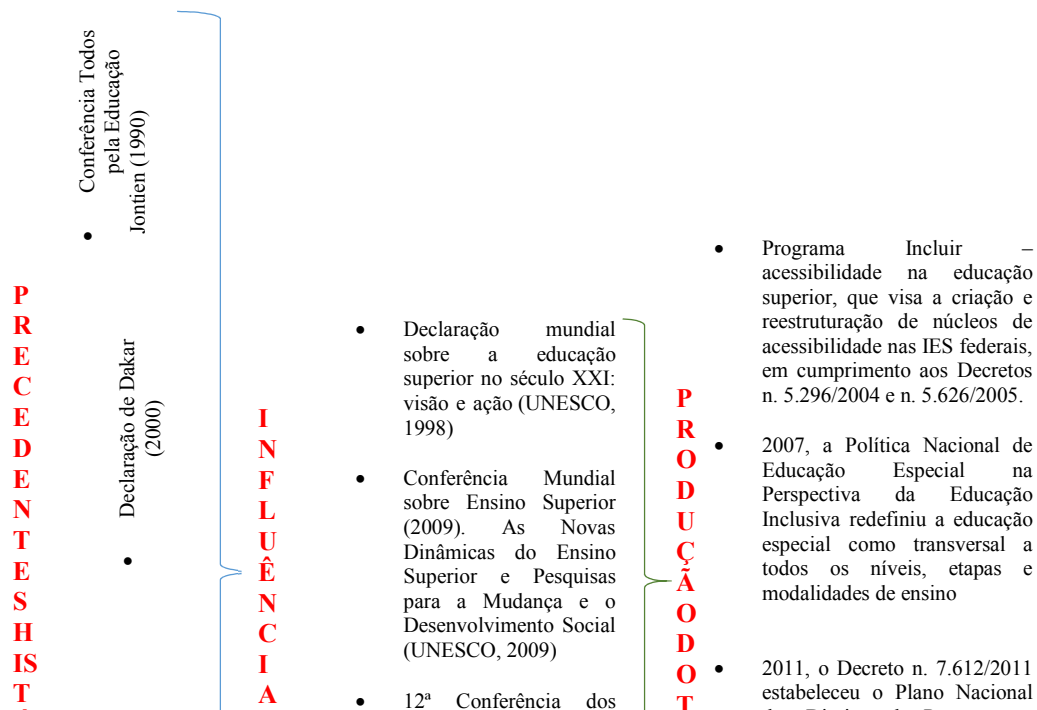 P
R
E
C
E
D
E
N
T
E
S
H
IS
T
• Conferência Todos
pela Educação
Jontien (1990)
• Declaração de Dakar
(2000)
I
N
F
L
U
Ê
N
C
I
A
• Declaração mundial
sobre a educação
superior no século XXI:
visão e ação (UNESCO,
1998)
• Conferência Mundial
sobre Ensino Superior
(2009). As Novas
Dinâmicas do Ensino
Superior e Pesquisas
para a Mudança e o
Desenvolvimento Social
(UNESCO, 2009)
• 12ª Conferência dos
P
R
O
D
U
Ç
Ã
O
D
O
T
• Programa Incluir –
acessibilidade na educação
superior, que visa a criação e
reestruturação de núcleos de
acessibilidade nas IES federais,
em cumprimento aos Decretos
n. 5.296/2004 e n. 5.626/2005.
• 2007, a Política Nacional de
Educação Especial na
Perspectiva da Educação
Inclusiva redefiniu a educação
especial como transversal a
todos os níveis, etapas e
modalidades de ensino
• 2011, o Decreto n. 7.612/2011
estabeleceu o Plano Nacional